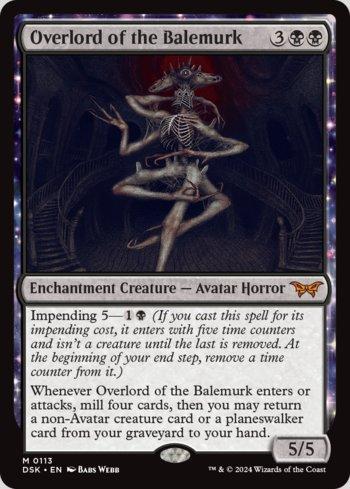 Overlord of the Balemurk 3
Enchantment Creature — Avatar Horror
Impending 5—1 (If you cast this spell for its
impending cost, it enters with five time counters
and isn't a creature until the last is removed. At
the beginning of your end step, remove a time
counter from it.)
Whenever Overlord of the Balemurk enters or
attacks, mill four cards, then you may return
a non-Avatar creature card or a planeswalker
card from your graveyard to your hand.
5/5
M 0113
DSK • EN Babs Webb
™ & © 2024 Wizards of the Coast